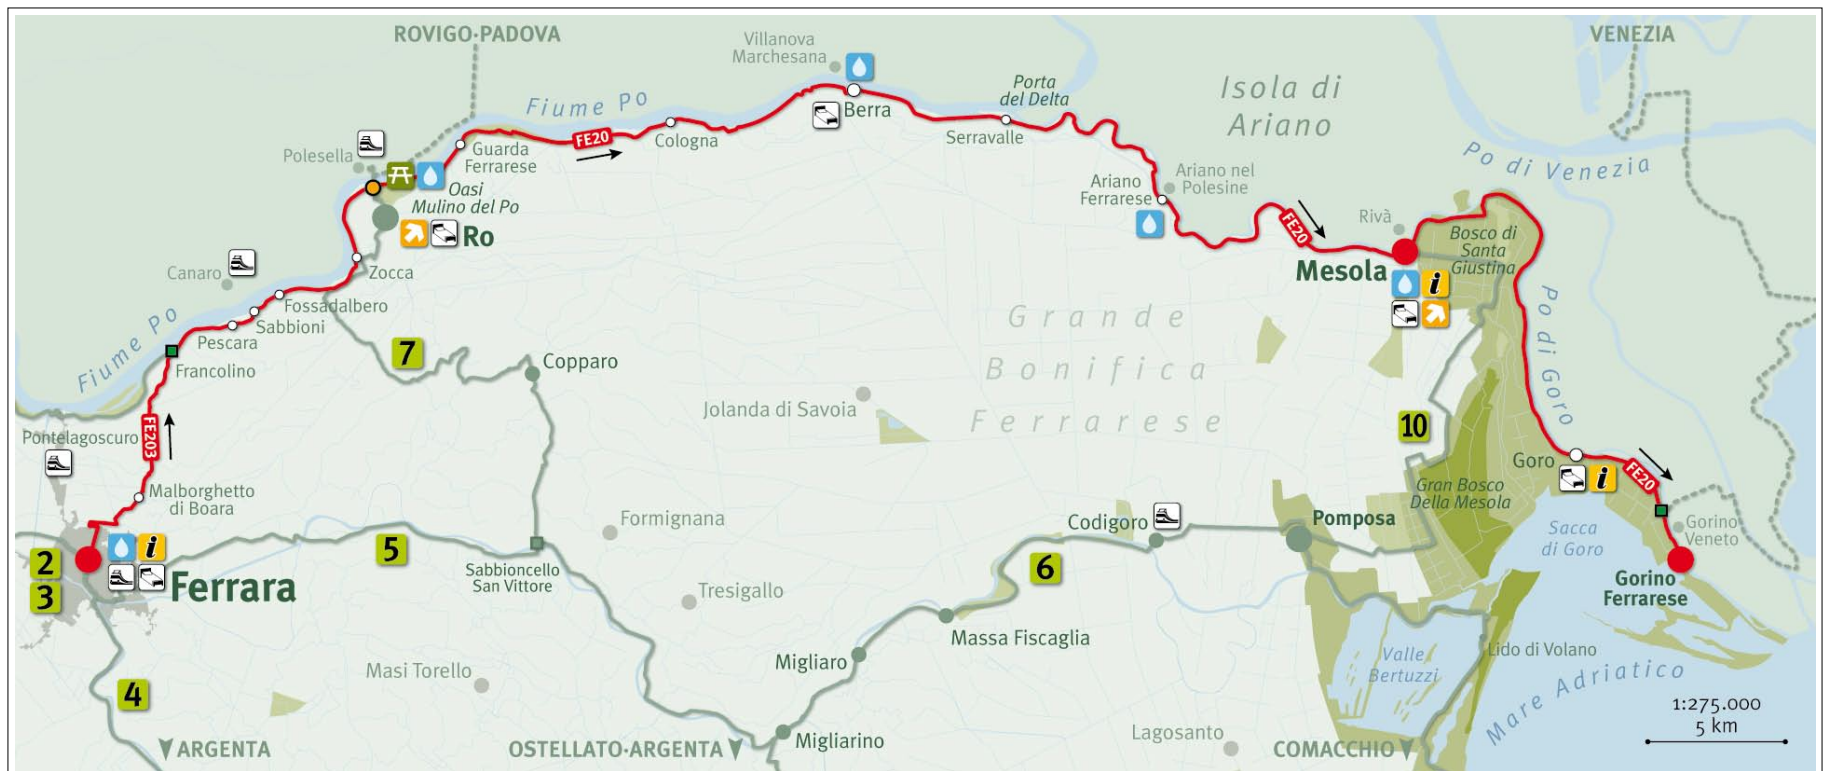 ROVIGO·PADOVA
VENEZIA
Villanova
Marchesana
Fiume Po
Porta
del Delta
Isola di
Ariano
Berra
FE20
Cologna
Serravalle
Po di Venezia
Polesella
Guarda
Ferrarese
Oasi
Mulino del Po
Ro
Ariano
Ferrarese
Ariano nel
Polesine
FE20
Rivà
Bosco di
Santa
Giustina
Mesola
i
Canaro
Zocca
Fossadalbero
Sabbioni
Pescara
Fiume Po
Francolino
7
Copparo
Grande
Bonifica
Ferrarese
Po di Goro
Jolanda di Savoia
10
FE203
Pontelagoscuro
Malborghetto
di Boara
Goro
i
FE20
Gran Bosco
Della Mesola
Formignana
Codigoro
Pomposa
Sacca
di Goro
Gorino
Veneto
2
3
i
Ferrara
5
Sabbioncello
San Vittore
6
Tresigallo
Gorino
Ferrarese
Massa Fiscaglia
Migliaro
Masi Torello
4
Valle
Bertuzzi
Lido di Volano
Mare Adriatico
1:275.000
5 km
ARGENTA
OSTELLATO·ARGENTA
Migliarino
Lagosanto
COMACCHIO